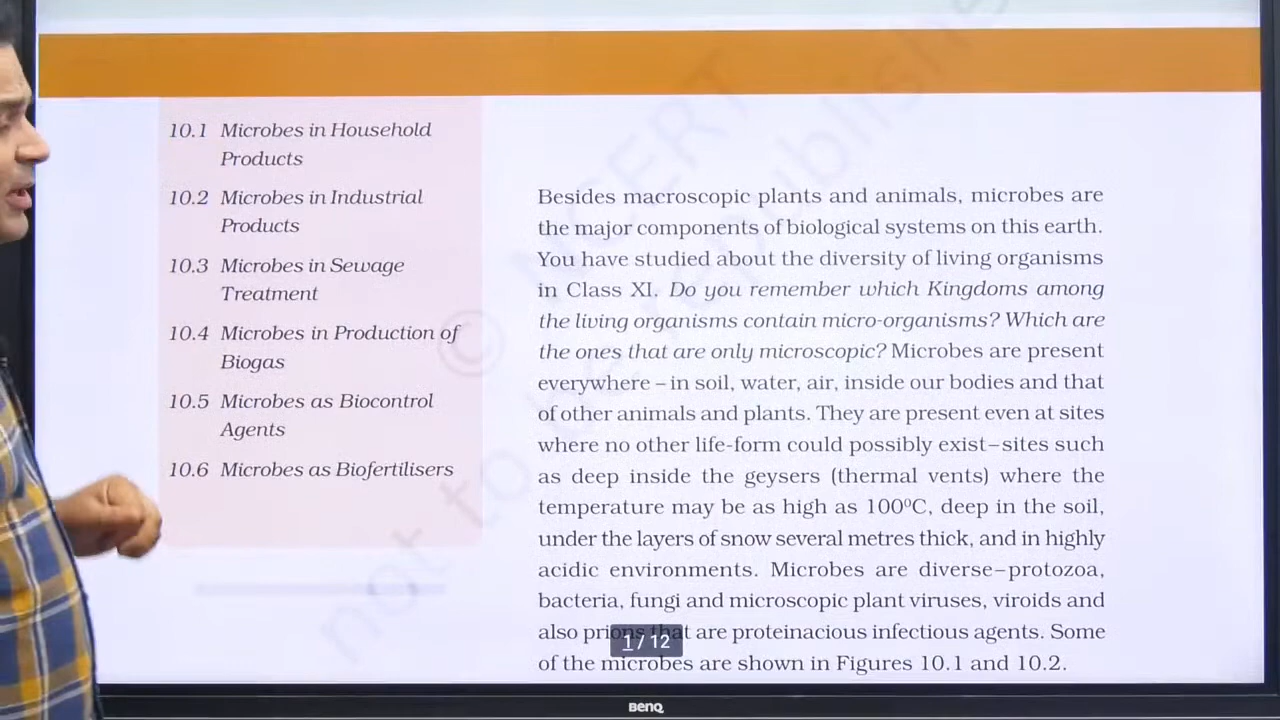 10.1 Microbes in Household
Products
10.2 Microbes in Industrial
Products
10.3 Microbes in Sewage
Treatment
10.4 Microbes in Production of
Biogas
10.5 Microbes as Biocontrol
Agents
10.6 Microbes as Biofertilisers
Besides macroscopic plants and animals, microbes are
the major components of biological systems on this earth.
You have studied about the diversity of living organisms
in Class XI. Do you remember which Kingdoms among
the living organisms contain micro-organisms? Which are
the ones that are only microscopic? Microbes are present
everywhere – in soil, water, air, inside our bodies and that
of other animals and plants. They are present even at sites
where no other life-form could possibly exist–sites such
as deep inside the geysers (thermal vents) where the
temperature may be as high as 100⁰C, deep in the soil,
under the layers of snow several metres thick, and in highly
acidic environments. Microbes are diverse–protozoa,
bacteria, fungi and microscopic plant viruses, viroids and
also prions that are proteinacious infectious agents. Some
of the microbes are shown in Figures 10.1 and 10.2.
1 / 12
© NCERT
not to be republished
BenQ